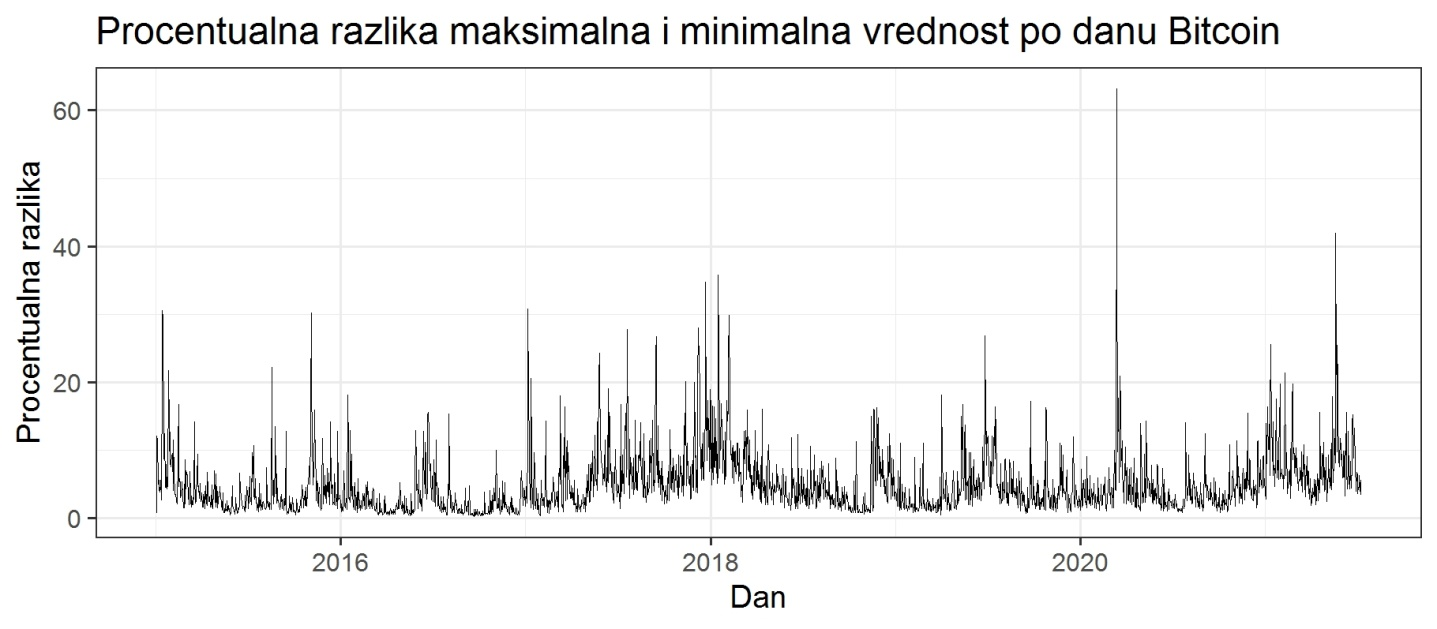 Procentualna razlika maksimalna i minimalna vrednost po danu Bitcoin
Procentualna razlika
60
40
20
0
2016
2018
2020
Dan